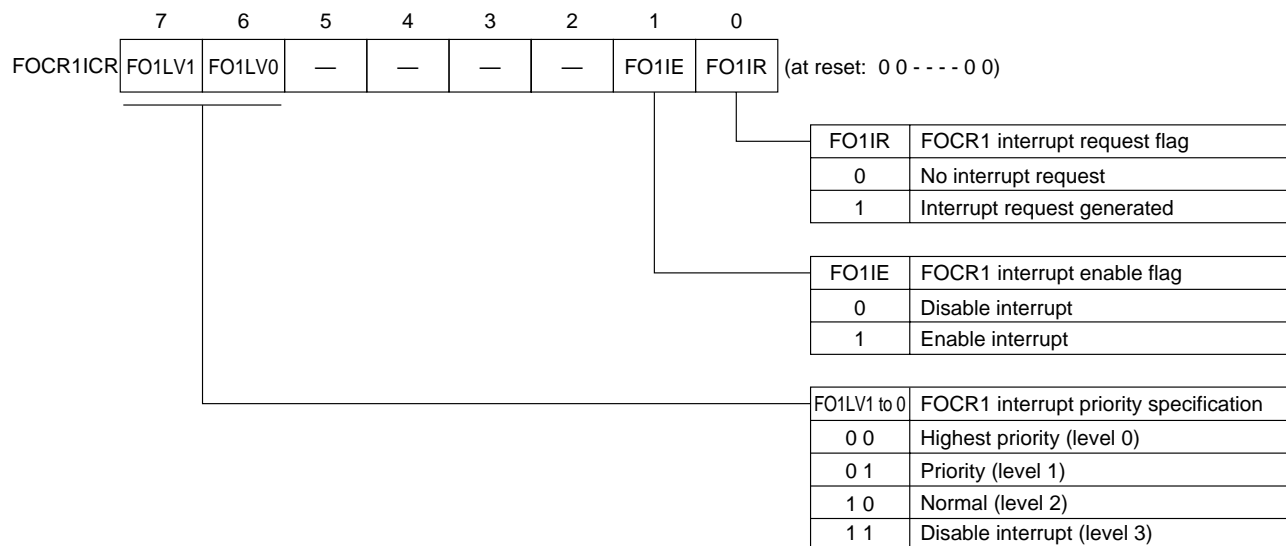 7 6 5 4 3 2 1 0
FOCR1ICR FO1LV1 FO1LV0 — — — — FO1IE FO1IR (at reset: 0 0 - - - - 0 0)
FO1IR FOCR1 interrupt request flag
0 No interrupt request
1 Interrupt request generated
FO1IE FOCR1 interrupt enable flag
0 Disable interrupt
1 Enable interrupt
FO1LV1 to 0 FOCR1 interrupt priority specification
0 0 Highest priority (level 0)
0 1 Priority (level 1)
1 0 Normal (level 2)
1 1 Disable interrupt (level 3)